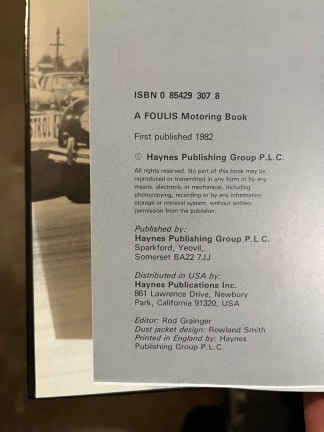 ISBN 0 85429 307 8
A FOULIS Motoring Book
First published 1982
© Haynes Publishing Group P.L.C.
All rights reserved. No part of this book may be
reproduced or transmitted in any form or by any
means, electronic or mechanical, including
photocopying, recording or by any information
storage or retrieval system, without written
permission from the publisher.
Published by:
Haynes Publishing Group P.L.C.
Sparkford, Yeovil,
Somerset BA22 7JJ
Distributed in USA by:
Haynes Publications Inc.
861 Lawrence Drive, Newbury
Park, California 91320, USA
Editor: Rod Grainger
Dust jacket design: Rowland Smith
Printed in England by: Haynes
Publishing Group P.L.C.